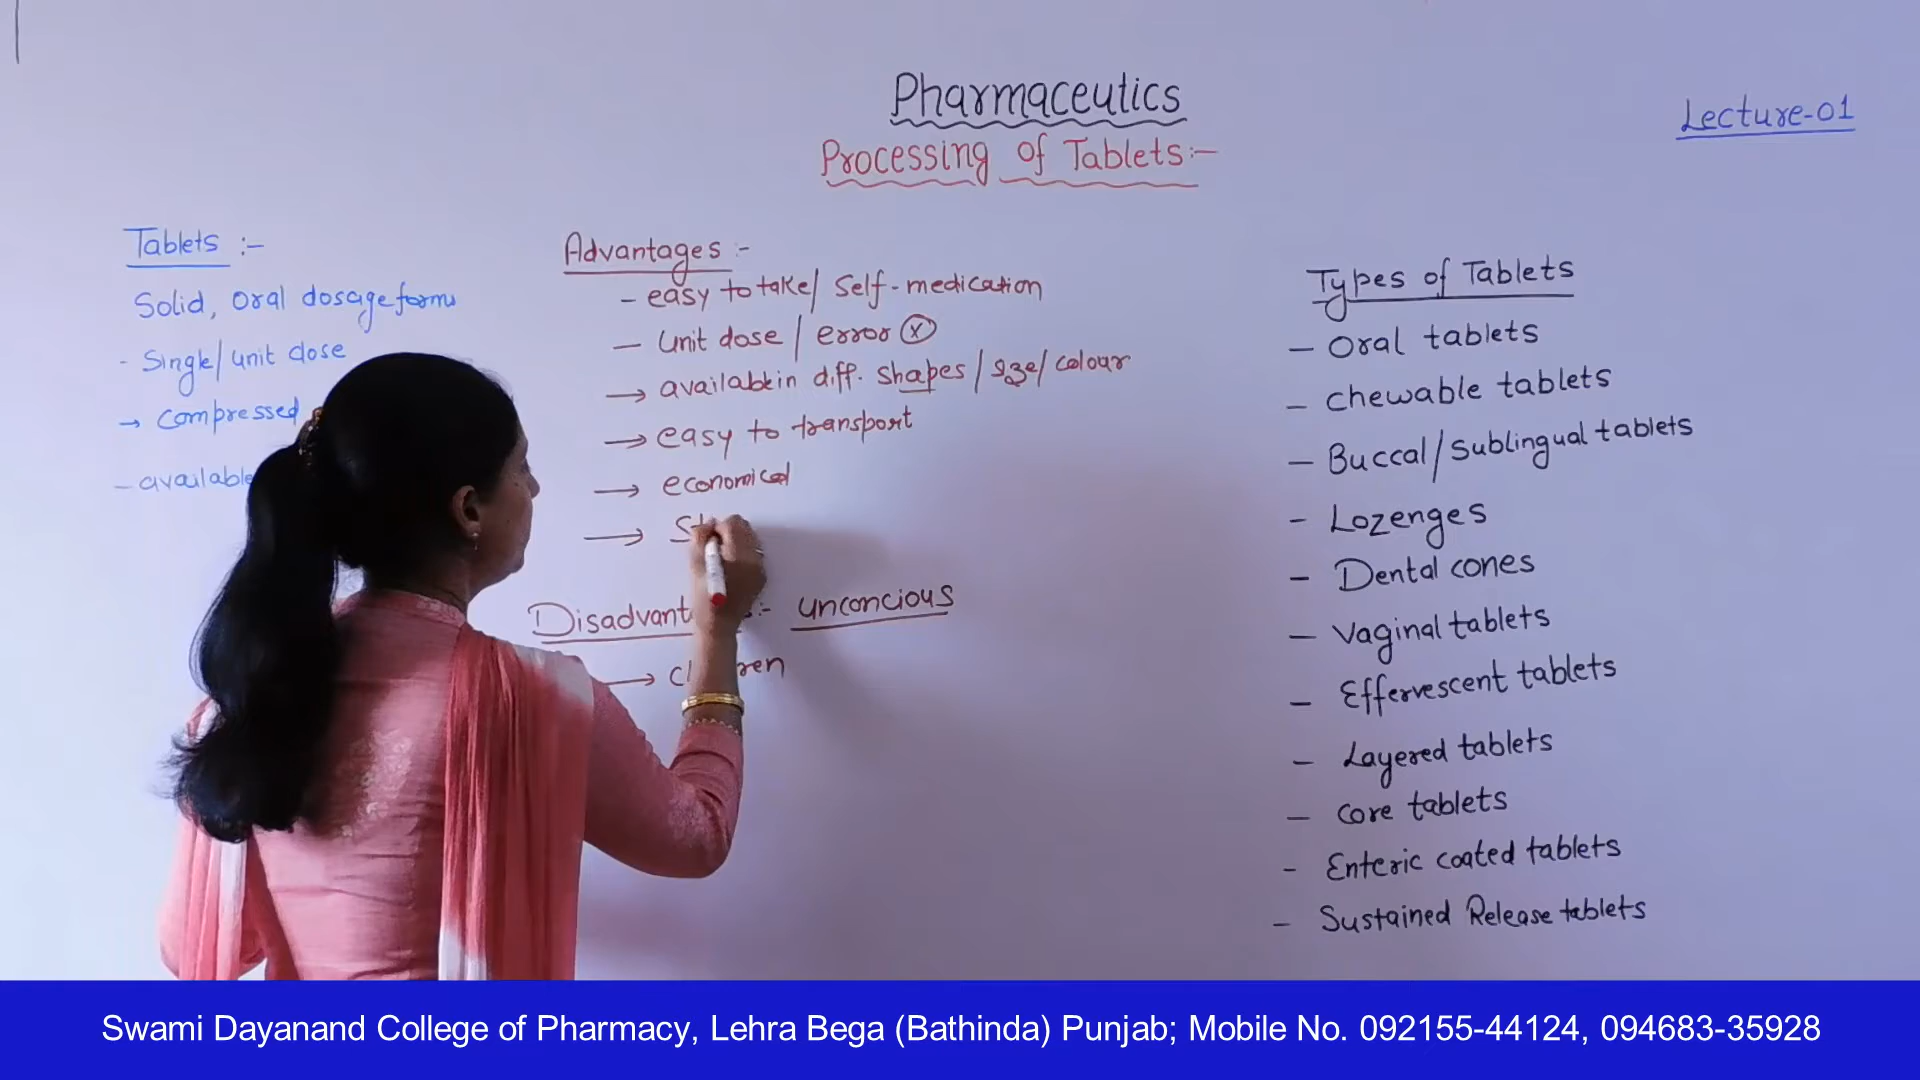 Pharmaceutics
Lecture-01
Processing of Tablets:-
Tablets :-
Solid, oral dosage forms
- Single/unit dose
→ compressed
- available
Advantages :-
- easy to take/ Self-medication
- Unit dose / error (x)
→ available in diff. shapes / size / colour
→ easy to transport
→ economical
→
Disadvant :- unconcious
→
Types of Tablets
- Oral tablets
- chewable tablets
- Buccal/Sublingual tablets
- Lozenges
- Dental cones
- Vaginal tablets
- Effervescent tablets
- Layered tablets
- Core tablets
- Enteric coated tablets
- Sustained Release tablets
Swami Dayanand College of Pharmacy, Lehra Bega (Bathinda) Punjab; Mobile No. 092155-44124, 094683-35928